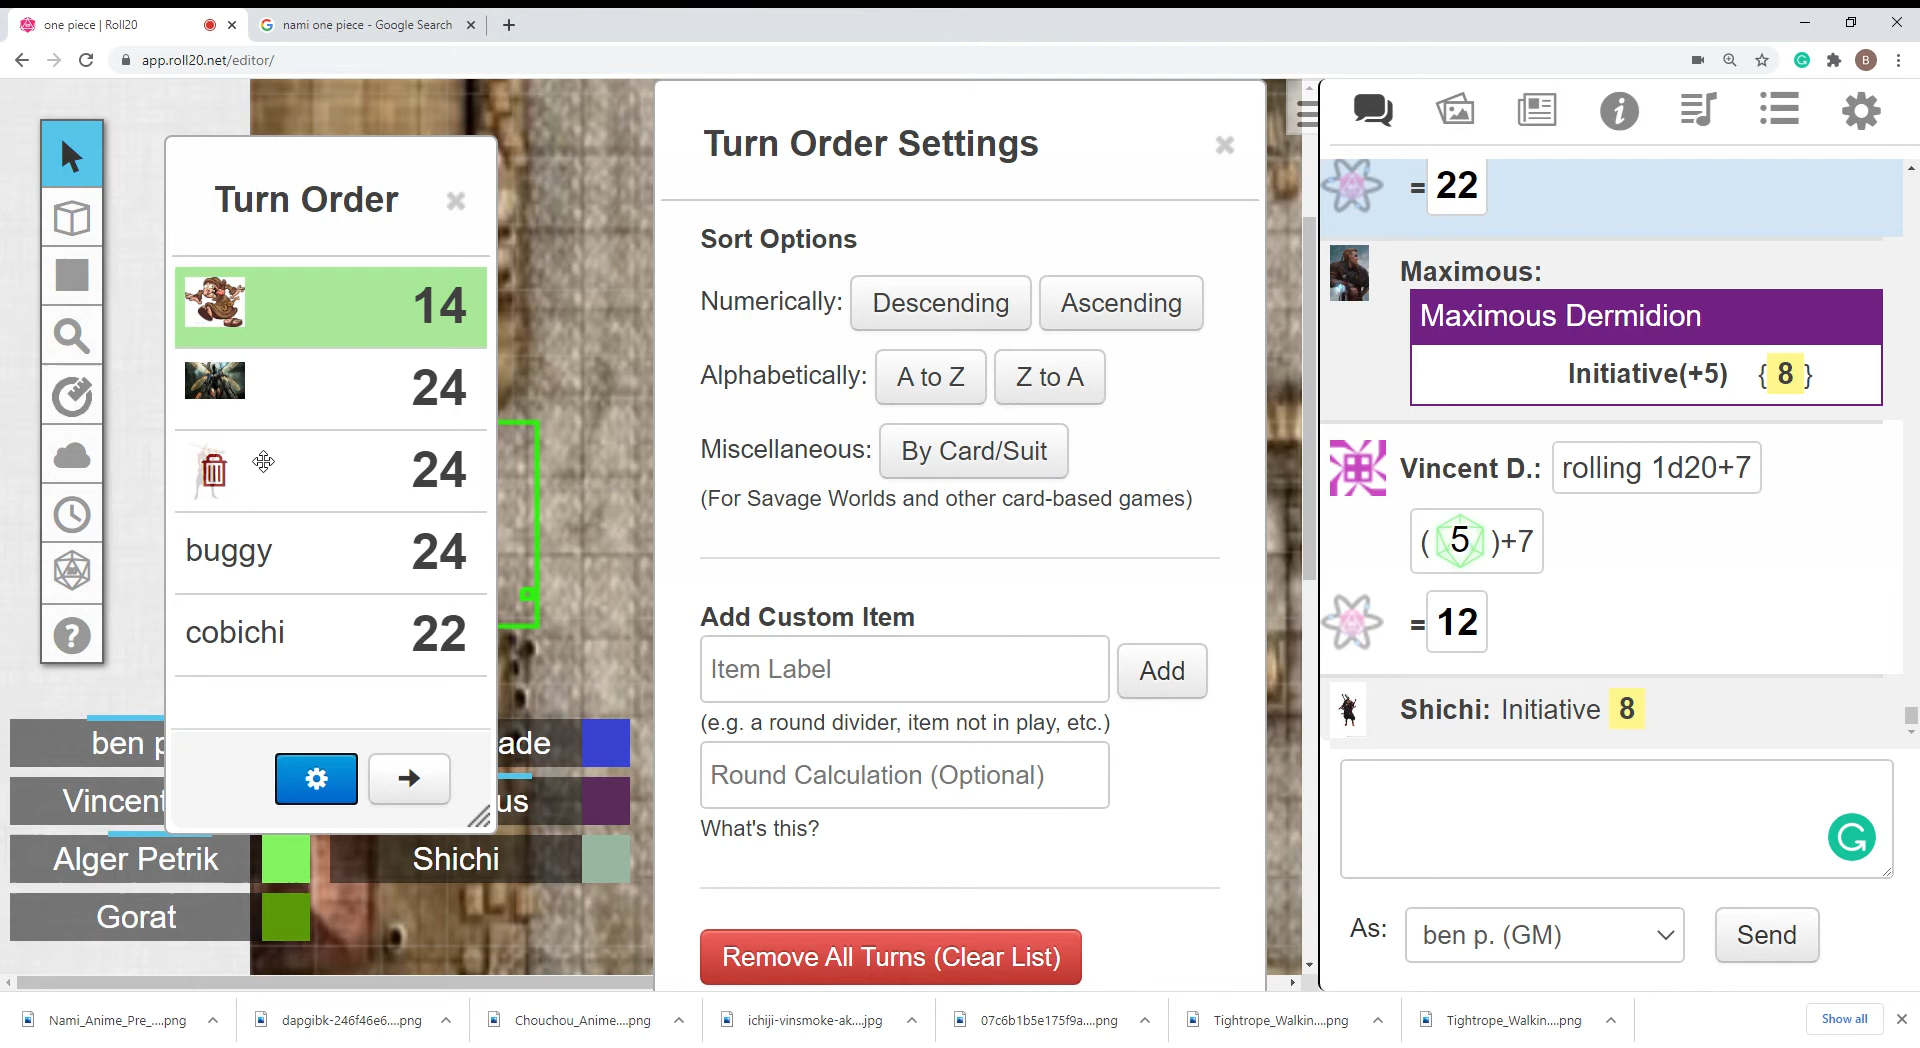 one piece | Roll20
nami one piece - Google Search
app.roll20.net/editor/
B
Turn Order
14
24
24
buggy 24
cobichi 22
Turn Order Settings
Sort Options
Numerically: Descending Ascending
Alphabetically: A to Z Z to A
Miscellaneous: By Card/Suit
(For Savage Worlds and other card-based games)
Add Custom Item
Item Label Add
(e.g. a round divider, item not in play, etc.)
Round Calculation (Optional)
What's this?
Remove All Turns (Clear List)
= 22
Maximous:
Maximous Dermidion
Initiative(+5) {8}
Vincent D.: rolling 1d20+7
(5)+7
= 12
Shichi: Initiative 8
As: ben p. (GM) Send
ben p
ade
Vincent
us
Alger Petrik
Shichi
Gorat
Nami_Anime_Pre_....png
dapgibk-246f46e6....png
Chouchou_Anime....png
ichiji-vinsmoke-ak....jpg
07c6b1b5e175f9a....png
Tightrope_Walkin....png
Tightrope_Walkin....png
Show all